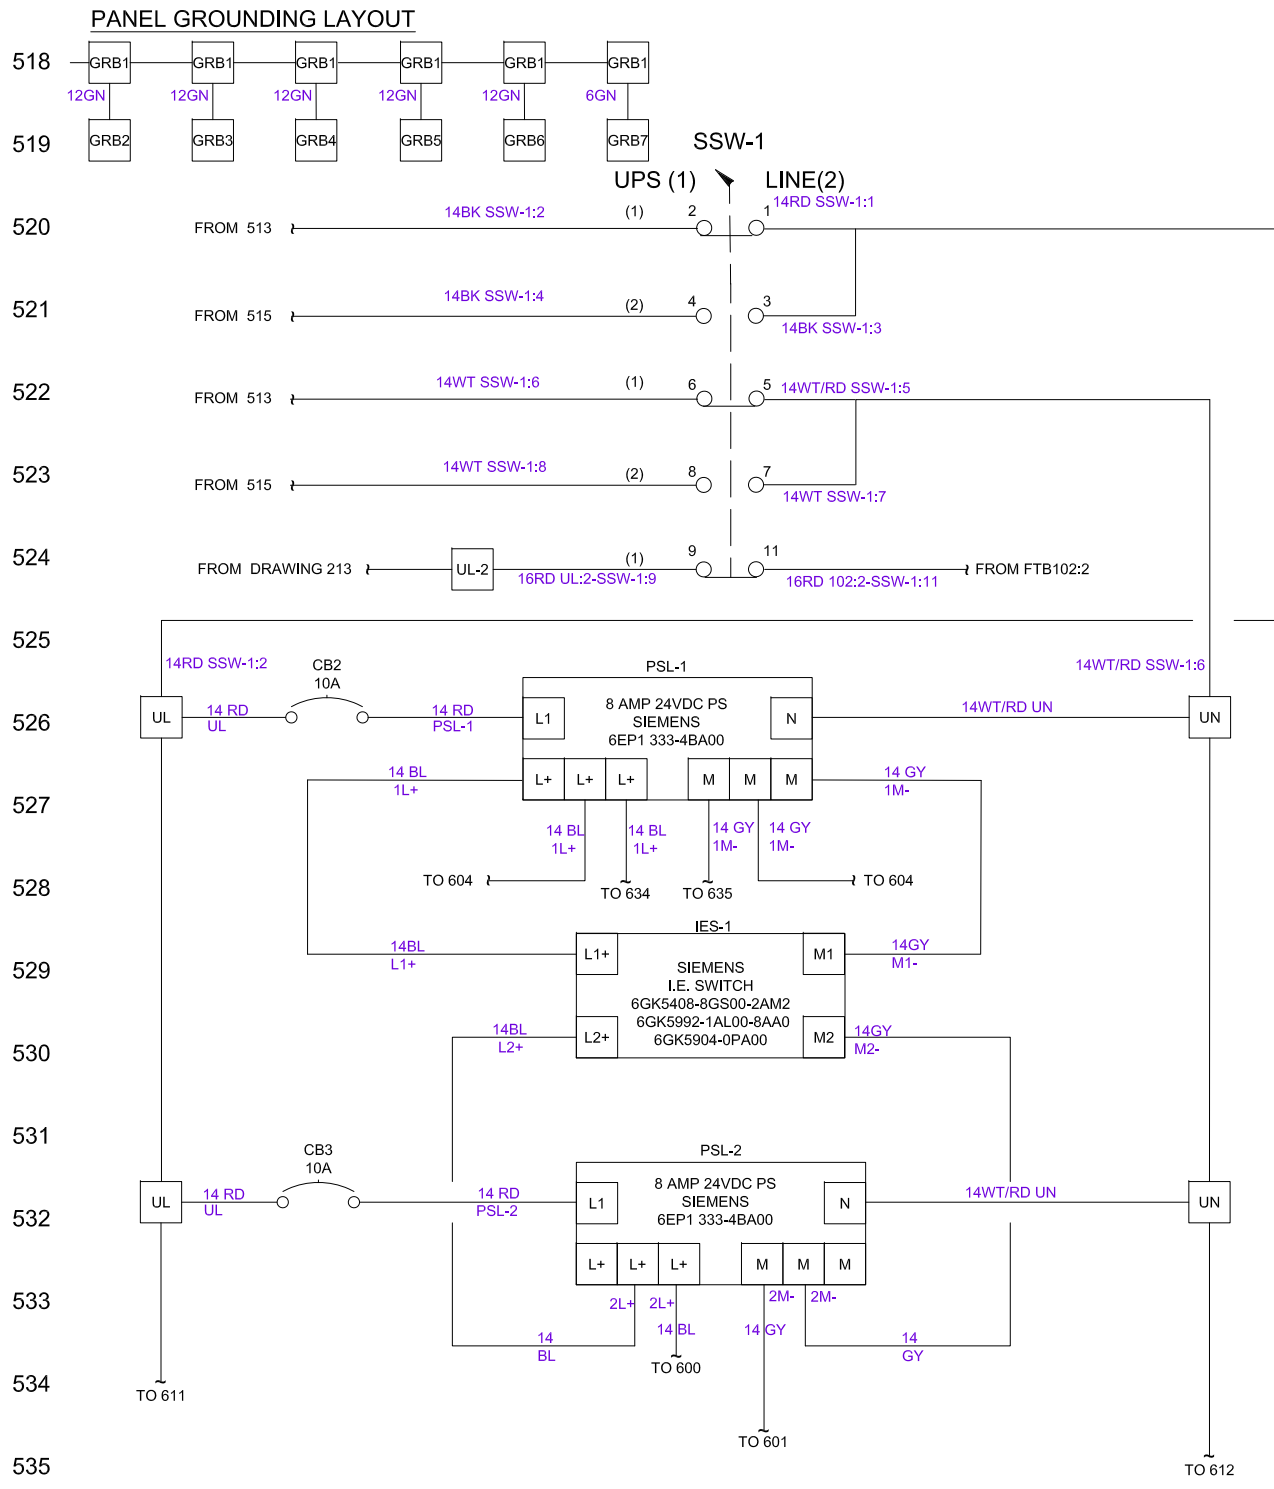 PANEL GROUNDING LAYOUT
518 GRB1 GRB1 GRB1 GRB1 GRB1 GRB1
12GN 12GN 12GN 12GN 12GN 6GN
519 GRB2 GRB3 GRB4 GRB5 GRB6 GRB7
SSW-1
UPS (1) LINE(2)
520 FROM 513 14BK SSW-1:2 (1) 2 1 14RD SSW-1:1
521 FROM 515 14BK SSW-1:4 (2) 4 3 14BK SSW-1:3
522 FROM 513 14WT SSW-1:6 (1) 6 5 14WT/RD SSW-1:5
523 FROM 515 14WT SSW-1:8 (2) 8 7 14WT SSW-1:7
524 FROM DRAWING 213 UL-2 (1) 9 11 FROM FTB102:2
16RD UL:2-SSW-1:9 16RD 102:2-SSW-1:11
525
14RD SSW-1:2 CB2 PSL-1 14WT/RD SSW-1:6
10A
526 UL 14 RD 14 RD L1 8 AMP 24VDC PS N 14WT/RD UN UN
UL PSL-1 SIEMENS
6EP1 333-4BA00
14 BL L+ L+ L+ M M M 14 GY
527 1L+ 1M-
14 BL 14 BL 14 GY 14 GY
1L+ 1L+ 1M- 1M-
528 TO 604 TO 634 TO 635 TO 604
IES-1
14BL L1+ M1 14GY
529 L1+ SIEMENS M1-
I.E. SWITCH
6GK5408-8GS00-2AM2
6GK5992-1AL00-8AA0
14BL L2+ 6GK5904-0PA00 M2 14GY
530 L2+ M2-
531
CB3 PSL-2
10A
532 UL 14 RD 14 RD L1 8 AMP 24VDC PS N 14WT/RD UN UN
UL PSL-2 SIEMENS
6EP1 333-4BA00
L+ L+ L+ M M M
533 2L+ 2L+ 2M- 2M-
14 14 BL 14 GY 14
BL GY
534 TO 611 TO 600
TO 601
535 TO 612